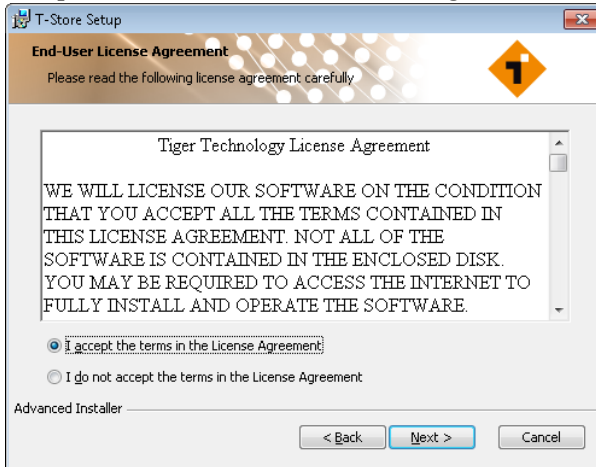 T-Store Setup
End-User License Agreement
Please read the following license agreement carefully
Tiger Technology License Agreement
WE WILL LICENSE OUR SOFTWARE ON THE CONDITION
THAT YOU ACCEPT ALL THE TERMS CONTAINED IN
THIS LICENSE AGREEMENT. NOT ALL OF THE
SOFTWARE IS CONTAINED IN THE ENCLOSED DISK.
YOU MAY BE REQUIRED TO ACCESS THE INTERNET TO
FULLY INSTALL AND OPERATE THE SOFTWARE.
I accept the terms in the License Agreement
I do not accept the terms in the License Agreement
Advanced Installer
< Back Next > Cancel